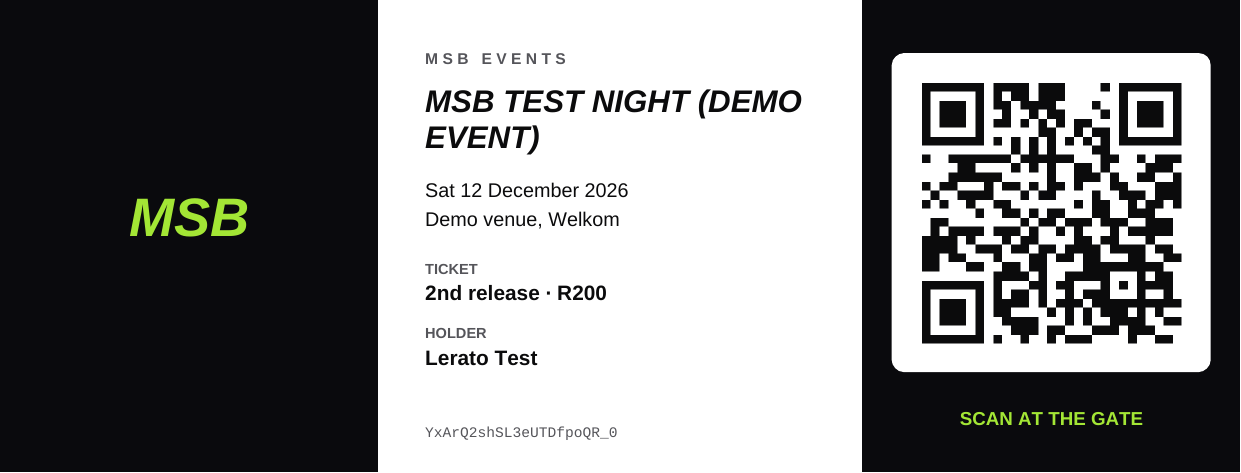 MSB
MSB EVENTS
MSB TEST NIGHT (DEMO
EVENT)
Sat 12 December 2026
Demo venue, Welkom
TICKET
2nd release · R200
HOLDER
Lerato Test
YxArQ2shSL3eUTDfpoQR_0
SCAN AT THE GATE